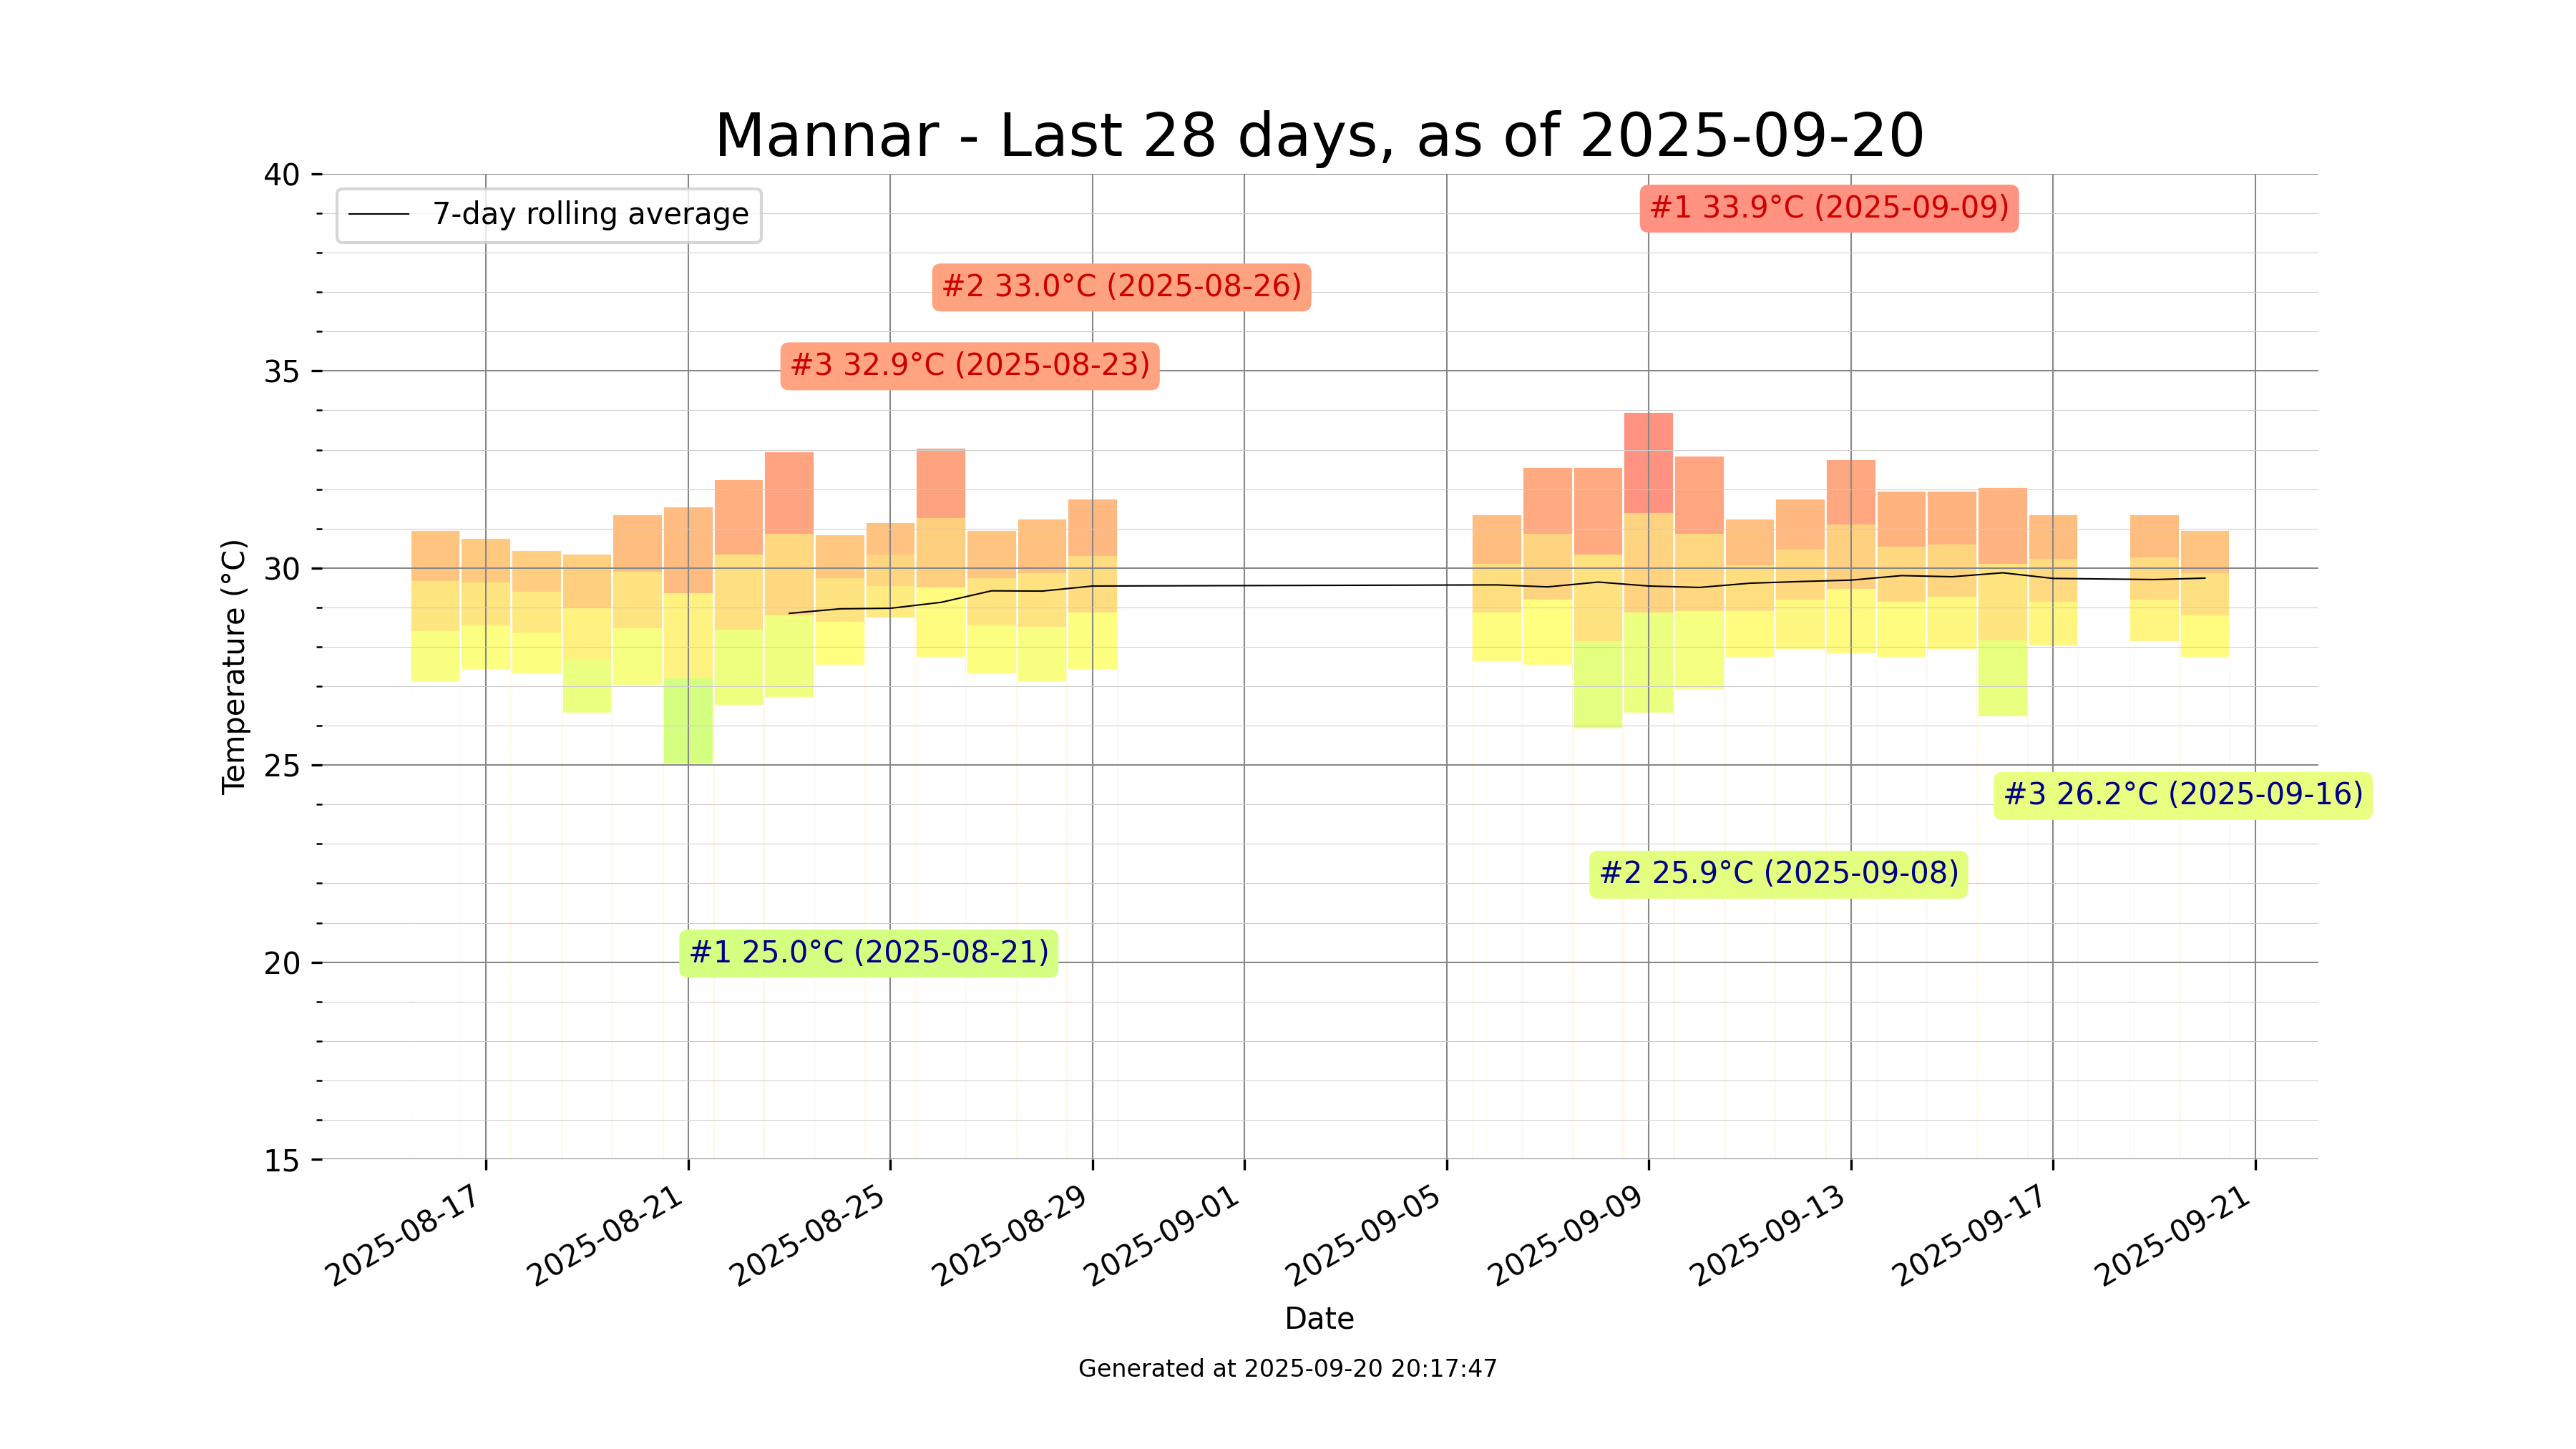 Mannar - Last 28 days, as of 2025-09-20
7-day rolling average
#1 33.9°C (2025-09-09)
#2 33.0°C (2025-08-26)
#3 32.9°C (2025-08-23)
#3 26.2°C (2025-09-16)
#2 25.9°C (2025-09-08)
#1 25.0°C (2025-08-21)
Temperature (°C)
40
35
30
25
20
15
2025-08-17
2025-08-21
2025-08-25
2025-08-29
2025-09-01
2025-09-05
2025-09-09
2025-09-13
2025-09-17
2025-09-21
Date
Generated at 2025-09-20 20:17:47